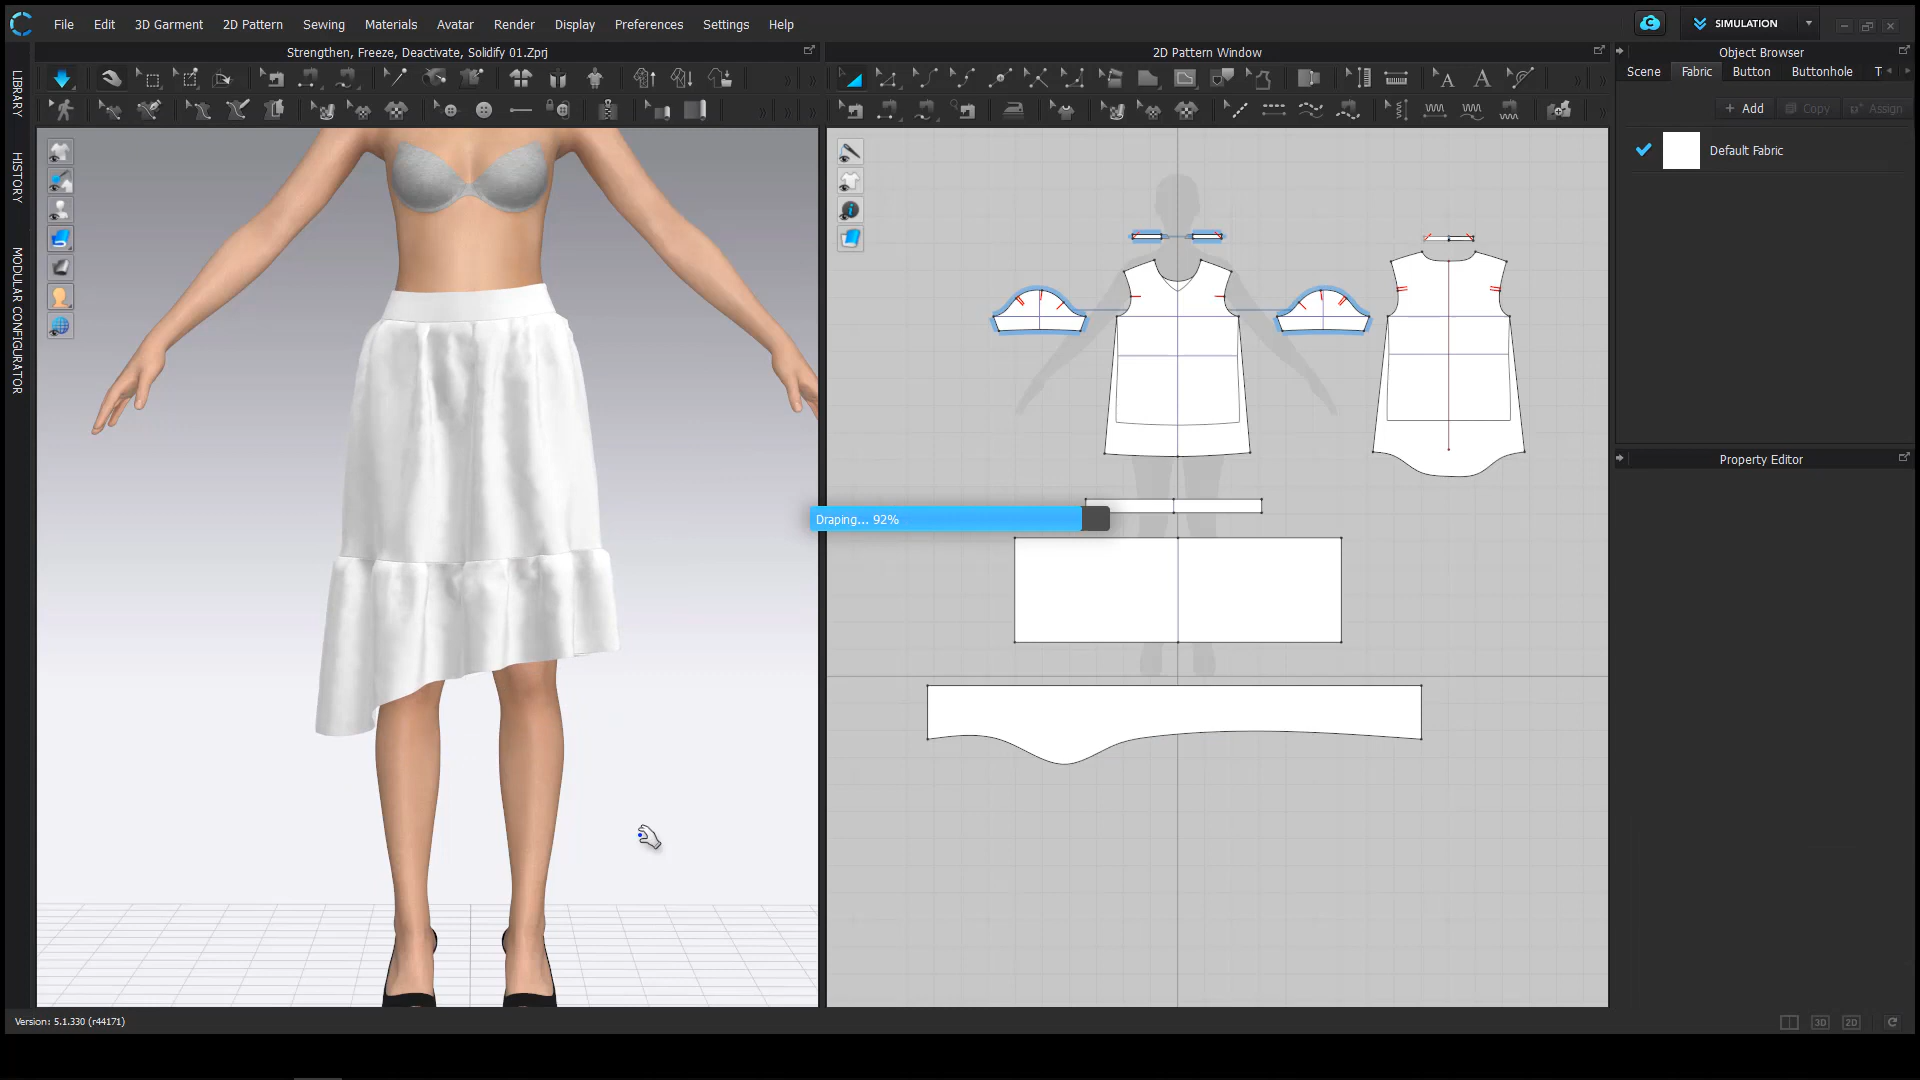 File Edit 3D Garment 2D Pattern Sewing Materials Avatar Render Display Preferences Settings Help
SIMULATION
Strengthen, Freeze, Deactivate, Solidify 01.Zprj
2D Pattern Window
Object Browser
Scene Fabric Button Buttonhole T
+ Add Copy Assign
Default Fabric
LIBRARY
HISTORY
MODULAR CONFIGURATOR
Property Editor
Draping... 92%
Version: 5.1.330 (r44171)
3D 2D